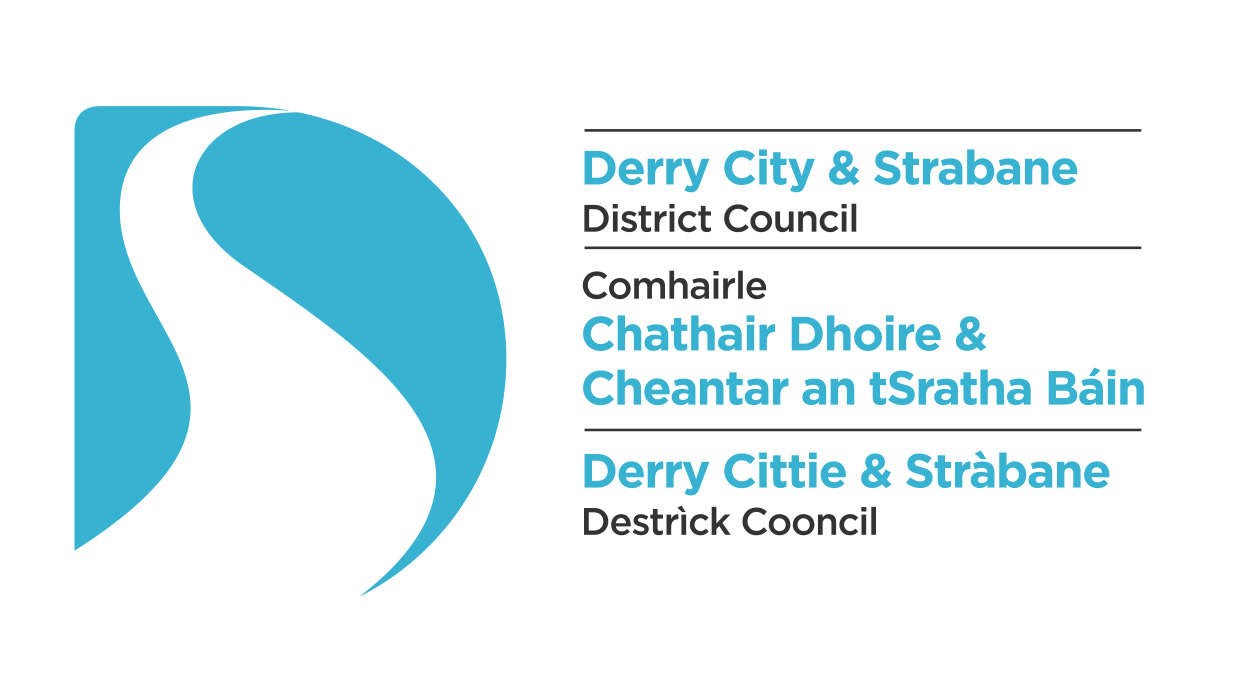 Derry City & Strabane
District Council
Comhairle
Chathair Dhoire &
Cheantar an tSratha Báin
Derry Cittie & Stràbane
Destrìck Cooncil